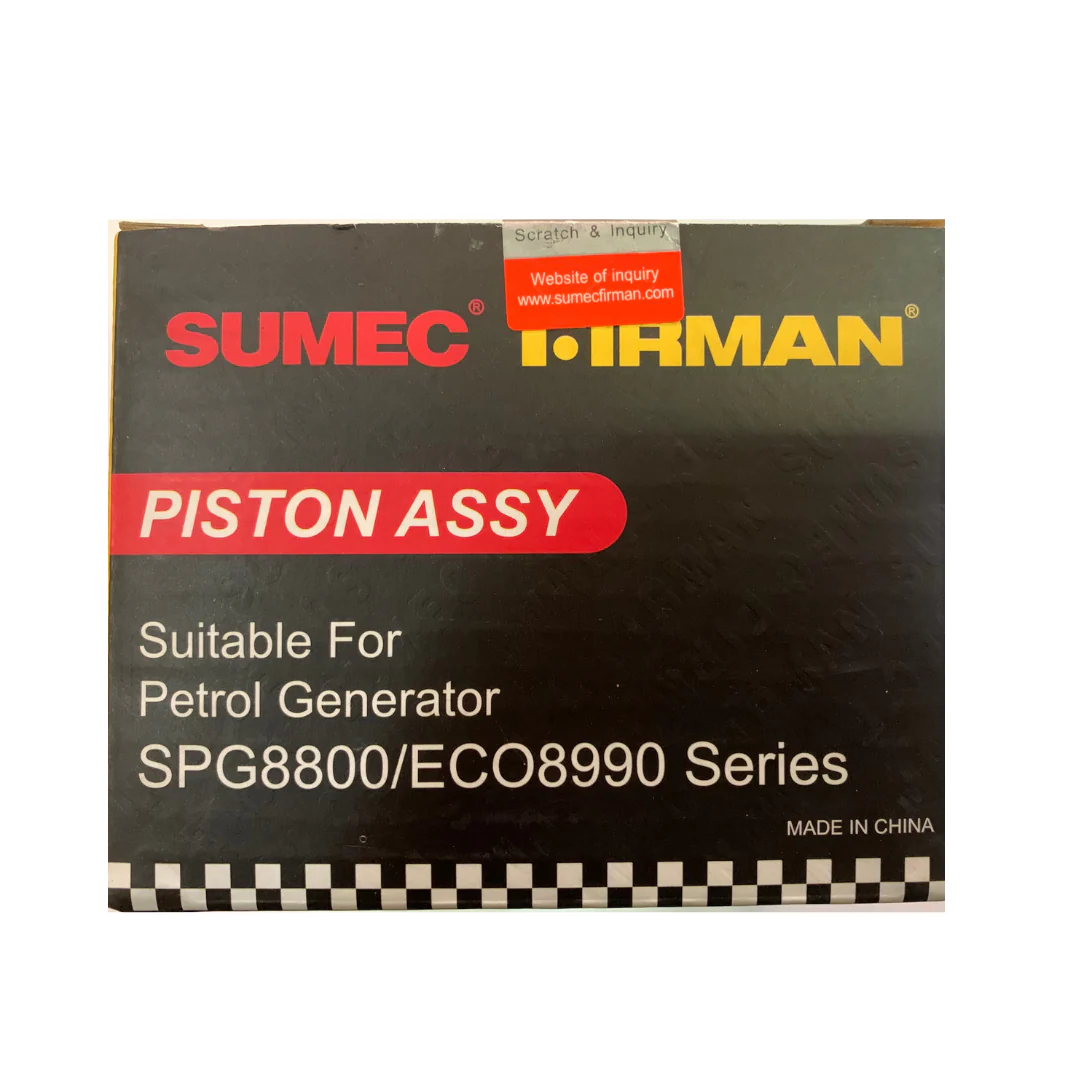 Scratch & Inquiry
Website of inquiry
www.sumecfirman.com
SUMEC® FIRMAN®
PISTON ASSY
Suitable For
Petrol Generator
SPG8800/ECO8990 Series
MADE IN CHINA